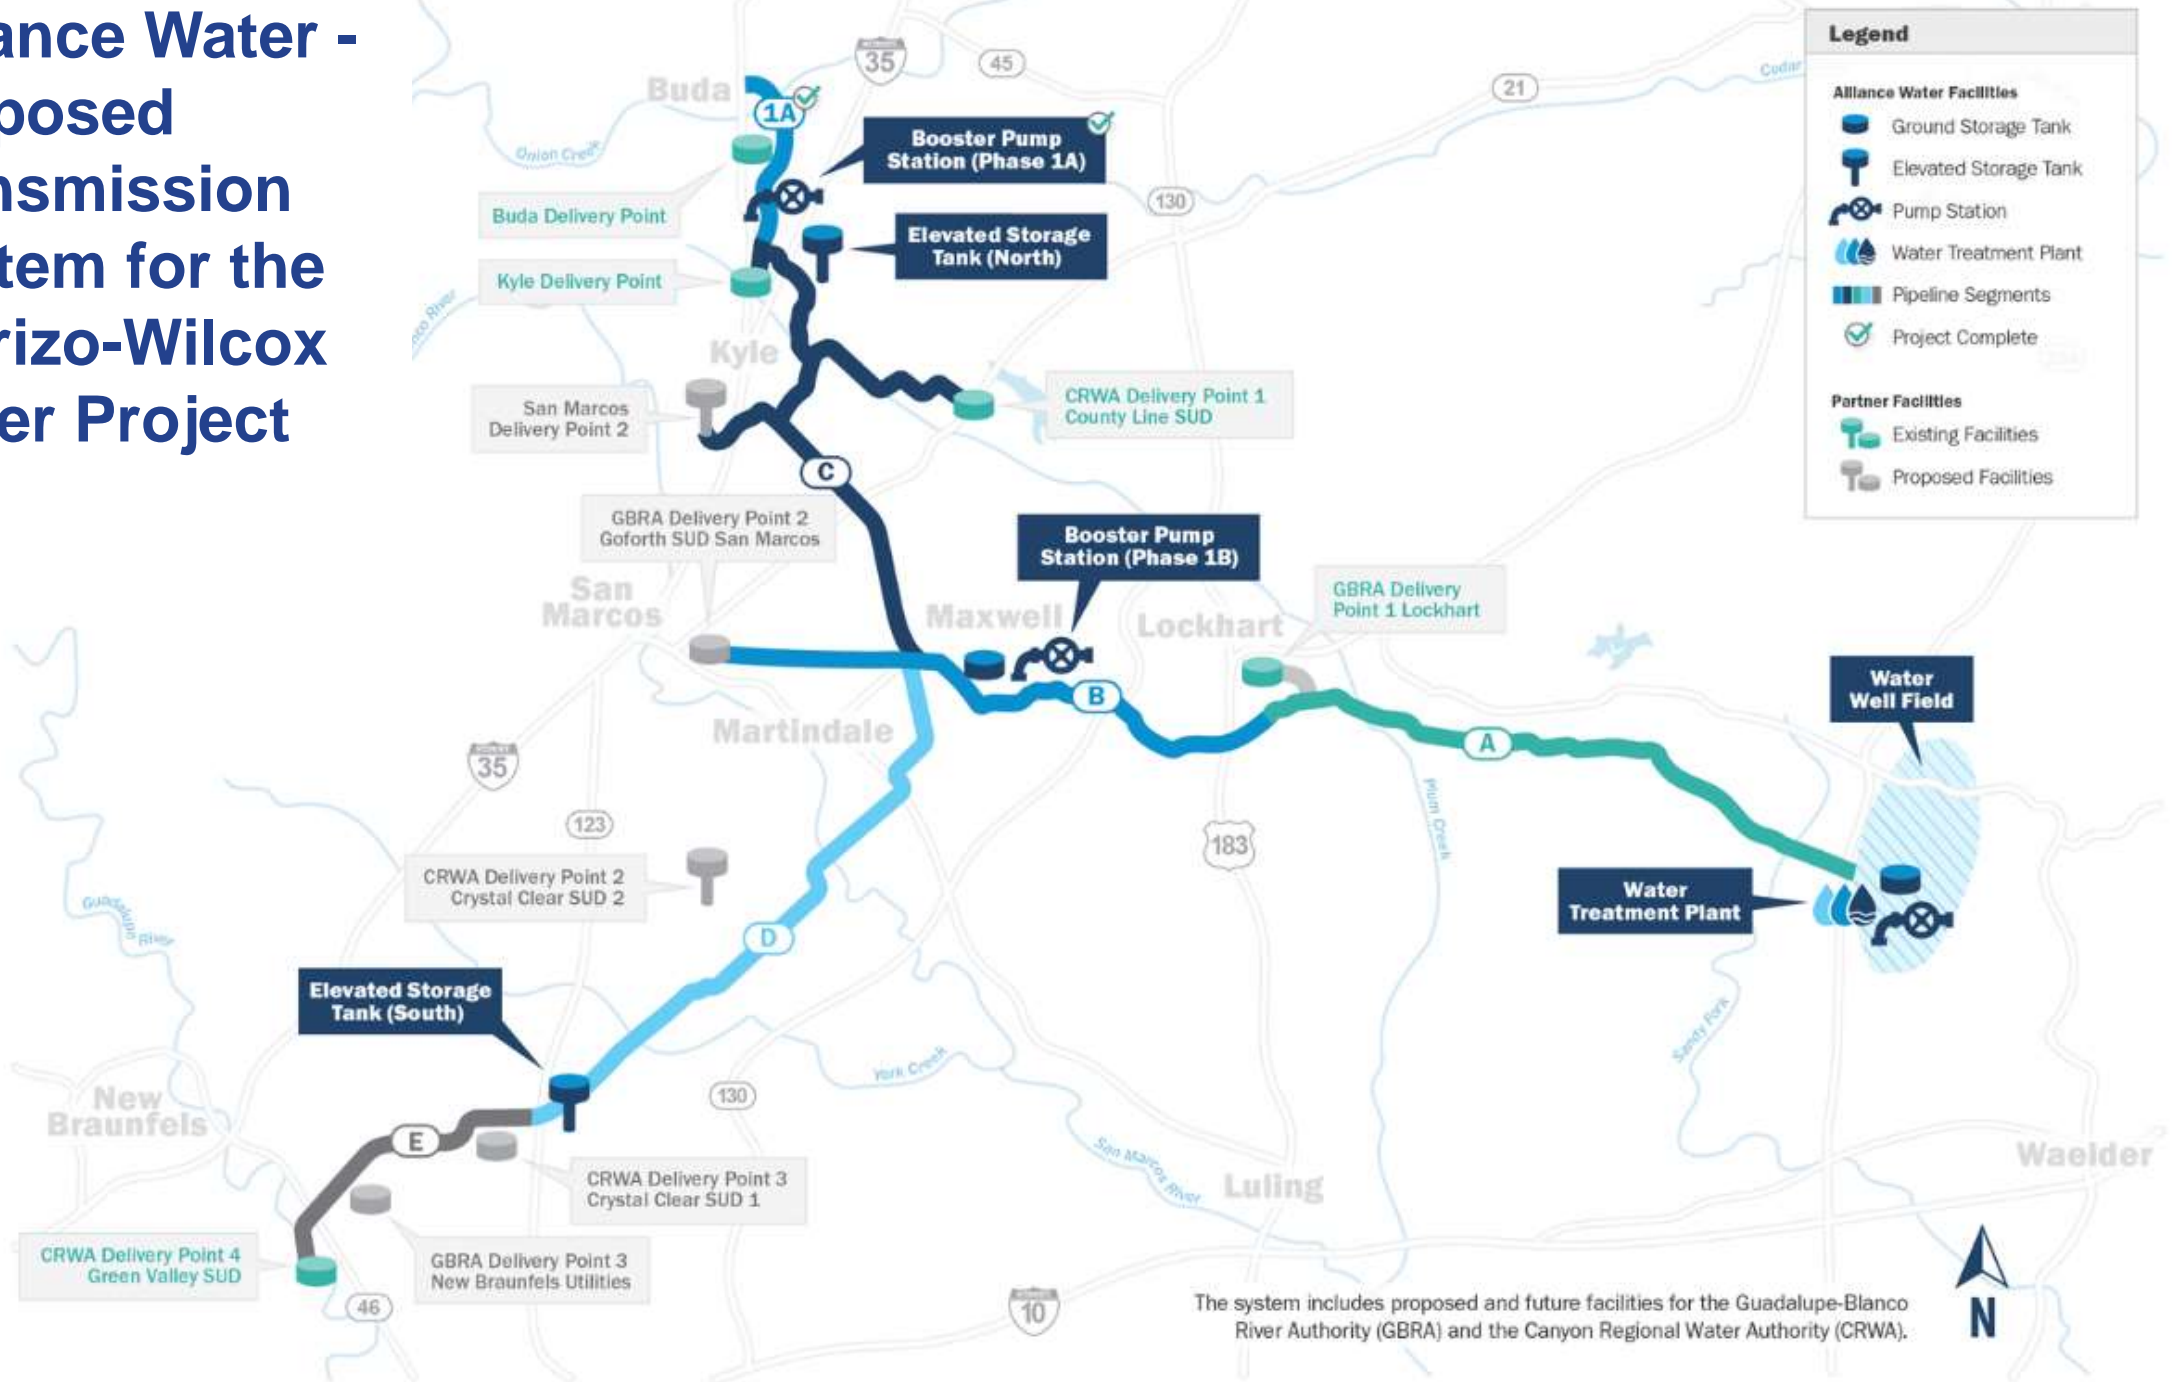 ance Water -
posed
nsmission
tem for the
rizo-Wilcox
er Project
Legend
Alliance Water Facilities
Ground Storage Tank
Elevated Storage Tank
Pump Station
Water Treatment Plant
Pipeline Segments
Project Complete
Partner Facilities
Existing Facilities
Proposed Facilities
35
45
21
Cedar
Buda
1A
Booster Pump
Station (Phase 1A)
Onion Creek
130
Buda Delivery Point
Elevated Storage
Tank (North)
Kyle Delivery Point
River
Kyle
San Marcos
Delivery Point 2
CRWA Delivery Point 1
County Line SUD
C
GBRA Delivery Point 2
Goforth SUD San Marcos
Booster Pump
Station (Phase 1B)
San
Marcos
Maxwell
Lockhart
GBRA Delivery
Point 1 Lockhart
B
Water
Well Field
Martindale
A
35
Plum Creek
123
183
CRWA Delivery Point 2
Crystal Clear SUD 2
Water
Treatment Plant
Guadalupe River
D
Elevated Storage
Tank (South)
Sandy Fork
York Creek
130
New
Braunfels
E
San Marcos River
Waelder
CRWA Delivery Point 3
Crystal Clear SUD 1
Luling
CRWA Delivery Point 4
Green Valley SUD
GBRA Delivery Point 3
New Braunfels Utilities
46
10
The system includes proposed and future facilities for the Guadalupe-Blanco
River Authority (GBRA) and the Canyon Regional Water Authority (CRWA).
N